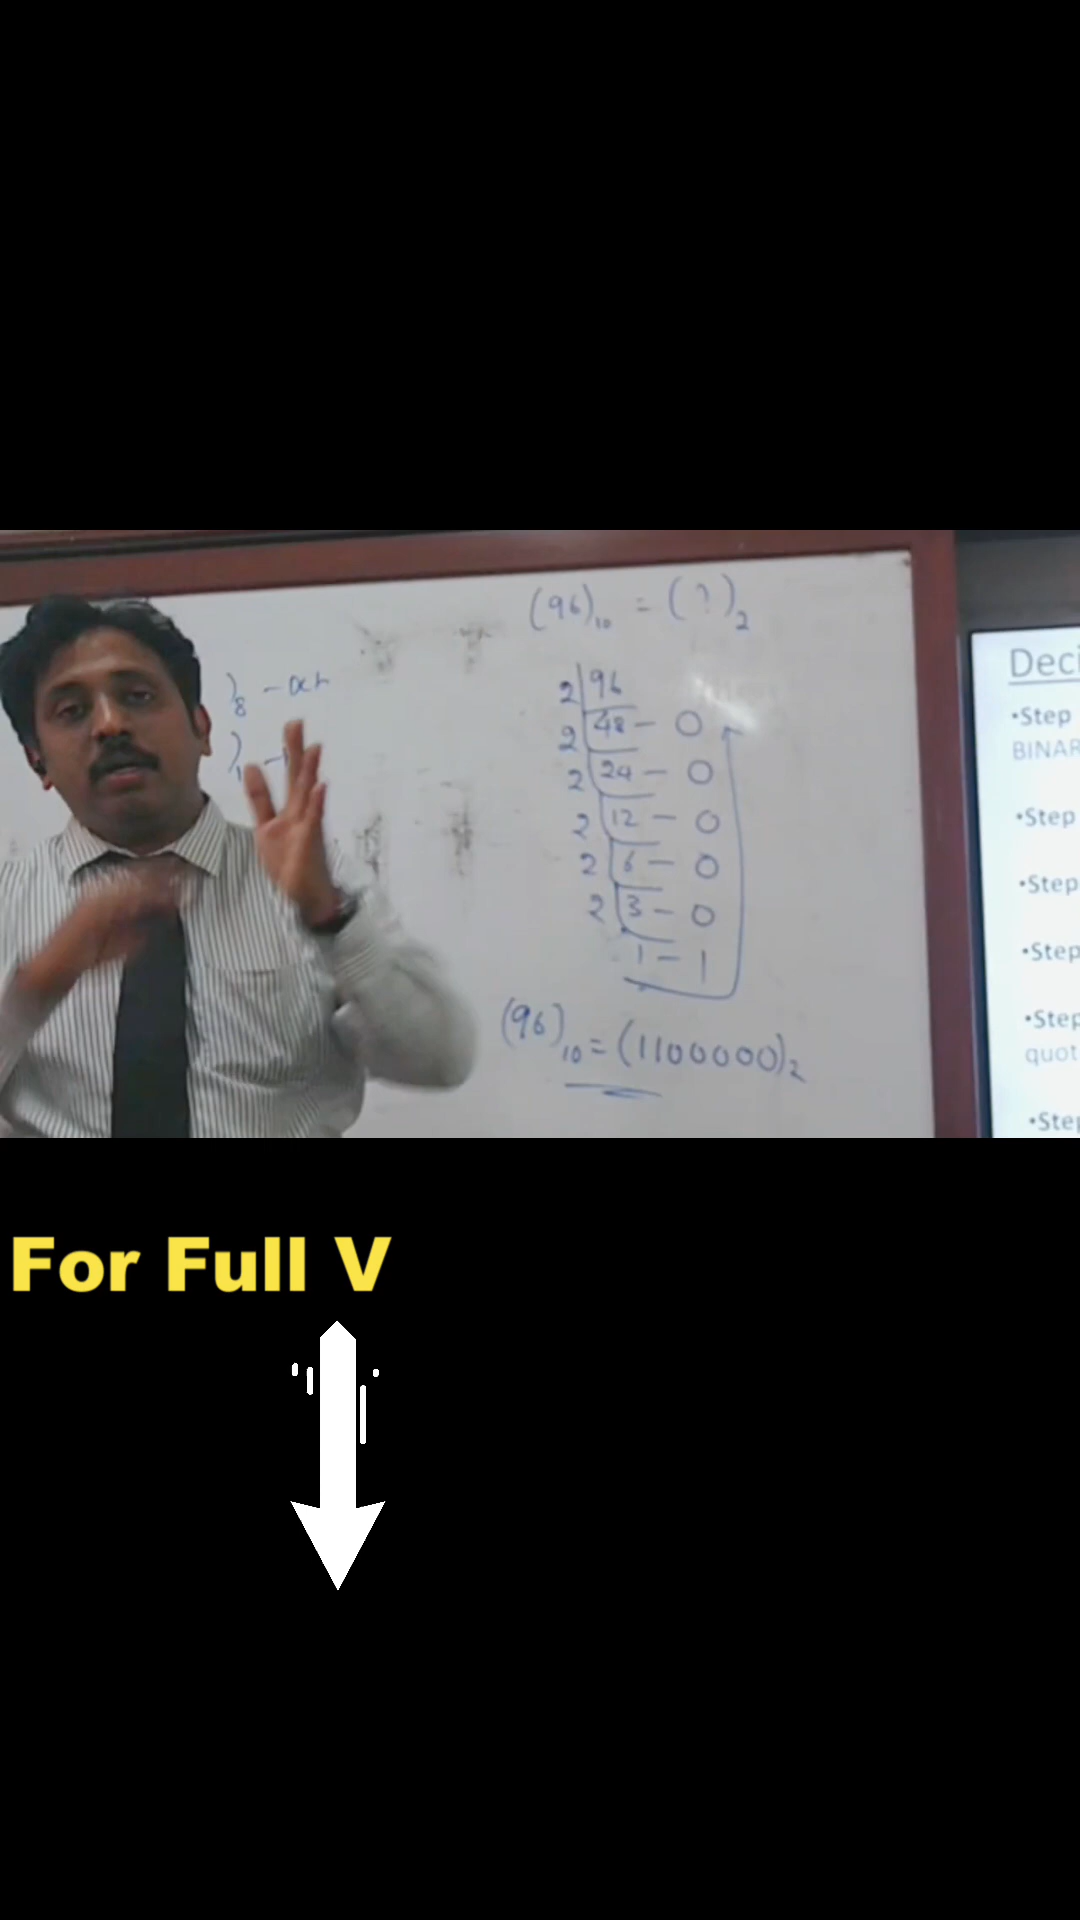 (96)10 = (?)2
)8 - Oct
2 96
2 48 - 0
2 24 - 0
2 12 - 0
2 6 - 0
2 3 - 0
1 - 1
(96)10 = (1100000)2
Deci
•Step
BINAR
•Step
•Step
•Step
•Step
quot
•Step
For Full V